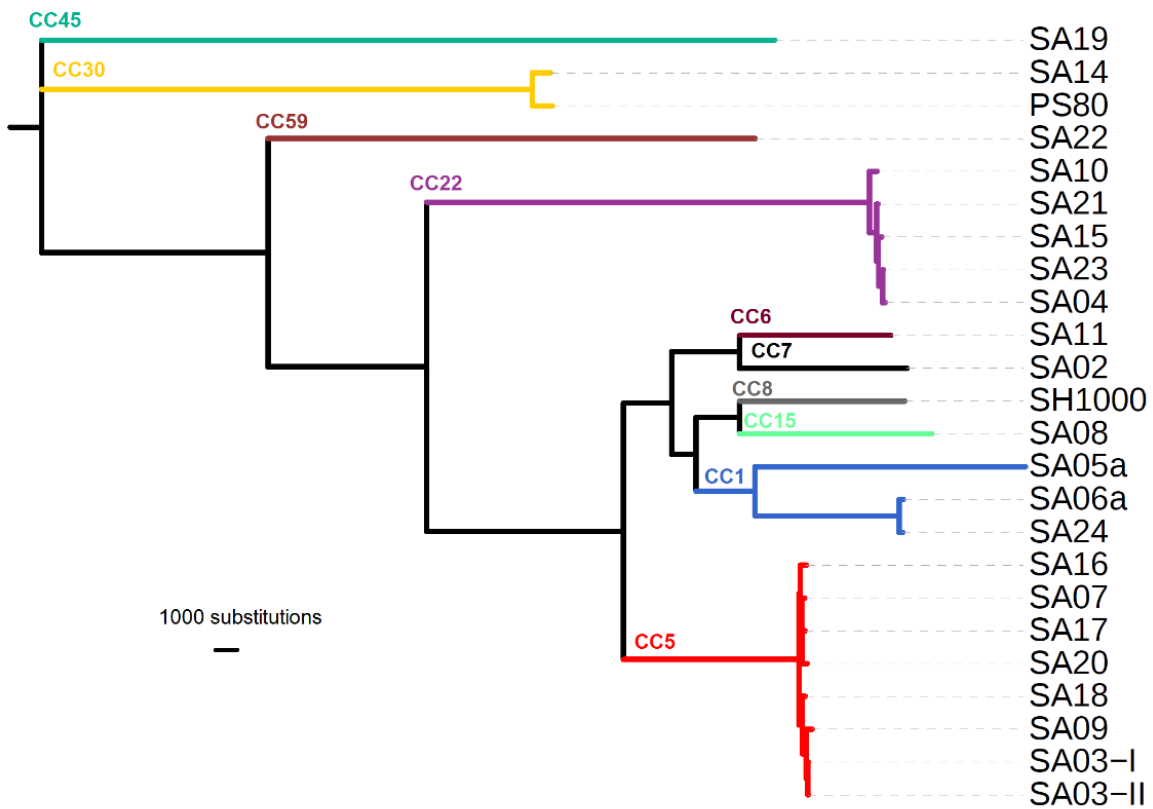 CC45
SA19
CC30
SA14
PS80
CC59
SA22
SA10
CC22
SA21
SA15
SA23
SA04
CC6
SA11
CC7
SA02
CC8
SH1000
CC15
SA08
SA05a
CC1
SA06a
SA24
SA16
SA07
1000 substitutions
SA17
CC5
SA20
SA18
SA09
SA03−I
SA03−II